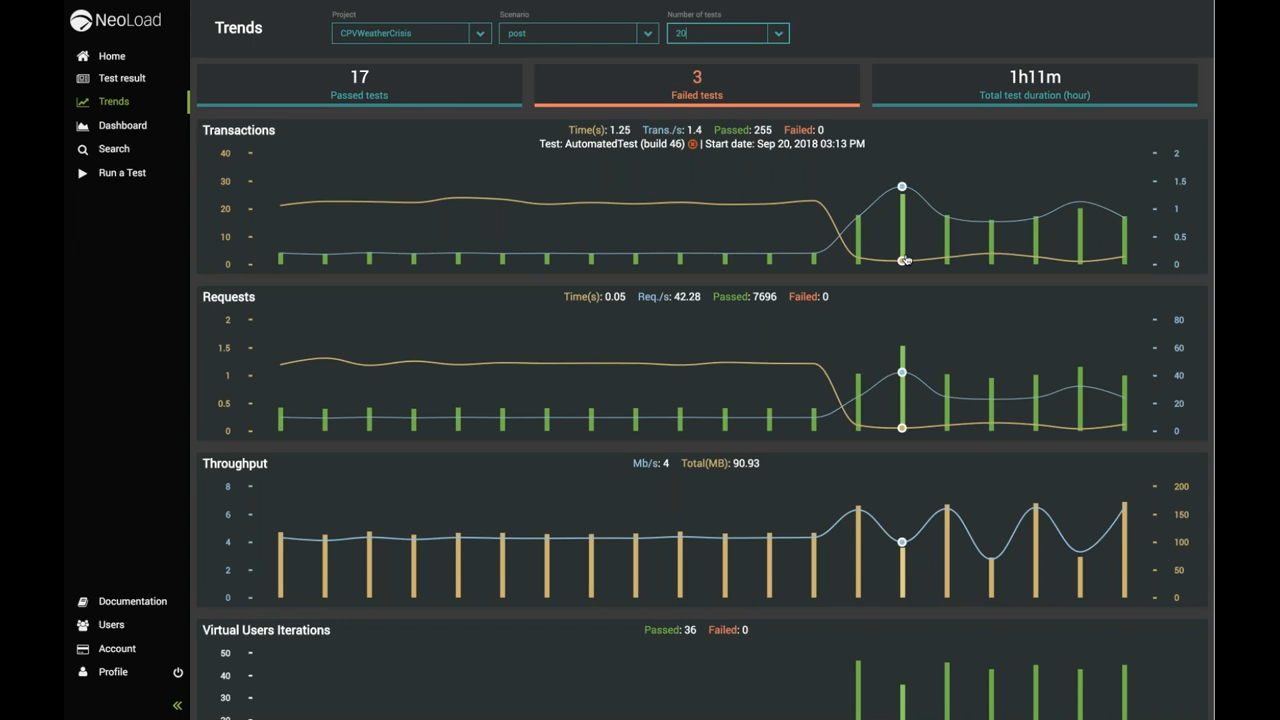 NeoLoad
Home
Test result
Trends
Dashboard
Search
Run a Test
Documentation
Users
Account
Profile
Trends
Project
CPVWeatherCrisis
Scenario
post
Number of tests
20
17
Passed tests
3
Failed tests
1h11m
Total test duration (hour)
Transactions
Time(s): 1.25 Trans./s: 1.4 Passed: 255 Failed: 0
Test: AutomatedTest (build 46) | Start date: Sep 20, 2018 03:13 PM
40
30
20
10
0
2
1.5
1
0.5
0
Requests
Time(s): 0.05 Req./s: 42.28 Passed: 7696 Failed: 0
2
1.5
1
0.5
0
80
60
40
20
0
Throughput
Mb/s: 4 Total(MB): 90.93
8
6
4
2
0
200
150
100
50
0
Virtual Users Iterations
Passed: 36 Failed: 0
50
40
30
20